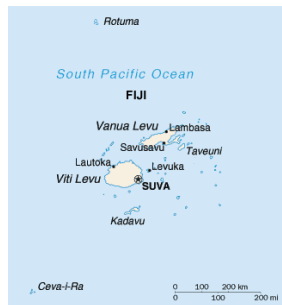 Rotuma
South Pacific Ocean
FIJI
Vanua Levu
Lambasa
Savusavu
Taveuni
Lautoka
Levuka
Viti Levu
SUVA
Kadavu
Ceva-i-Ra
0 100 200 km
0 100 200 mi